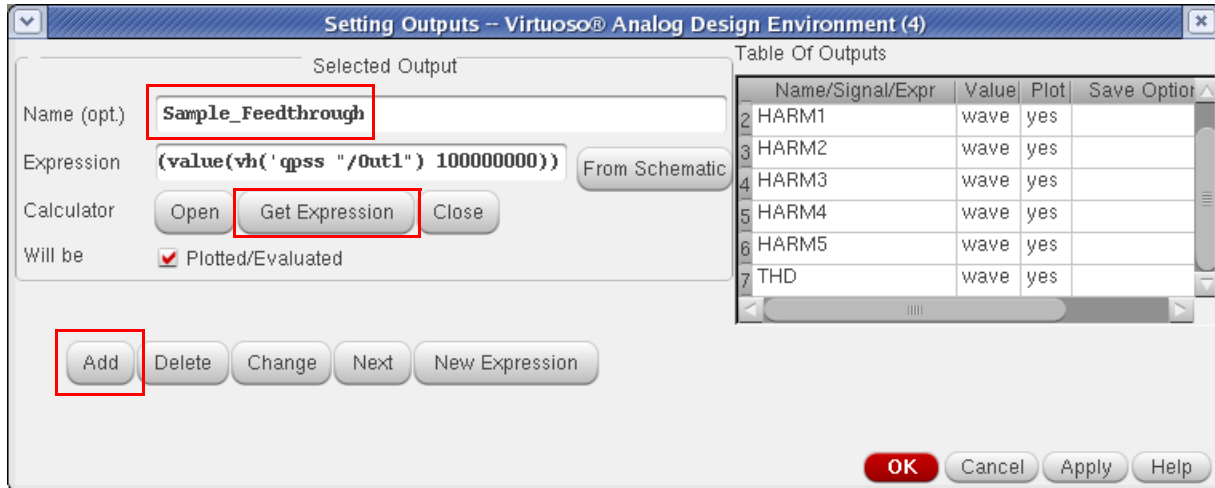 Setting Outputs -- Virtuoso® Analog Design Environment (4)
Selected Output
Name (opt.) Sample_Feedthrough
Expression (value(vh('qpss "/Out1") 100000000)) From Schematic
Calculator Open Get Expression Close
Will be Plotted/Evaluated
Add Delete Change Next New Expression
Table Of Outputs
Name/Signal/Expr Value Plot Save Option
2 HARM1 wave yes
3 HARM2 wave yes
4 HARM3 wave yes
5 HARM4 wave yes
6 HARM5 wave yes
7 THD wave yes
OK Cancel Apply Help